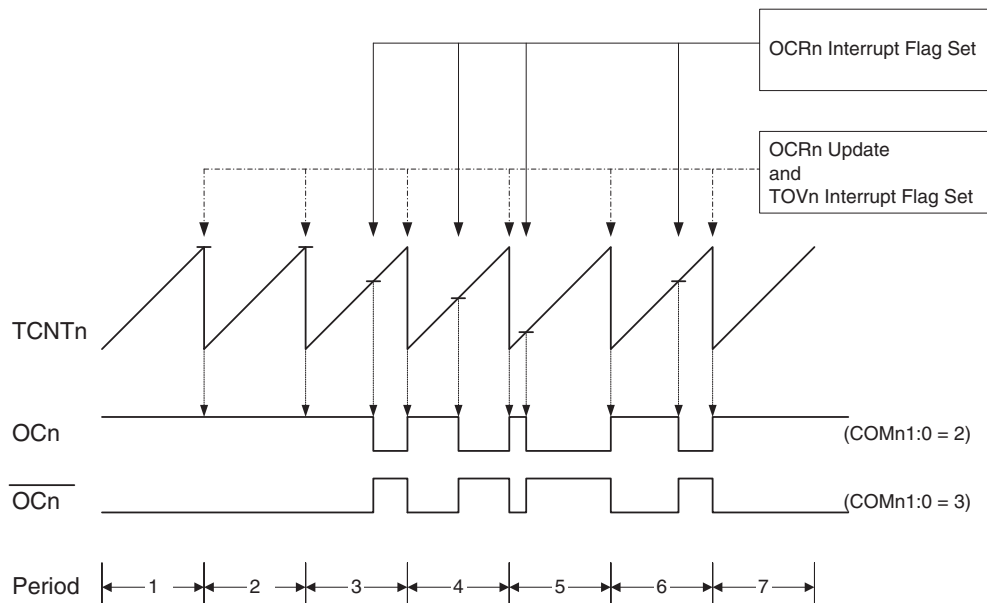 OCRn Interrupt Flag Set
OCRn Update
and
TOVn Interrupt Flag Set
TCNTn
OCn
(COMn1:0 = 2)
OCn
(COMn1:0 = 3)
Period
1
2
3
4
5
6
7